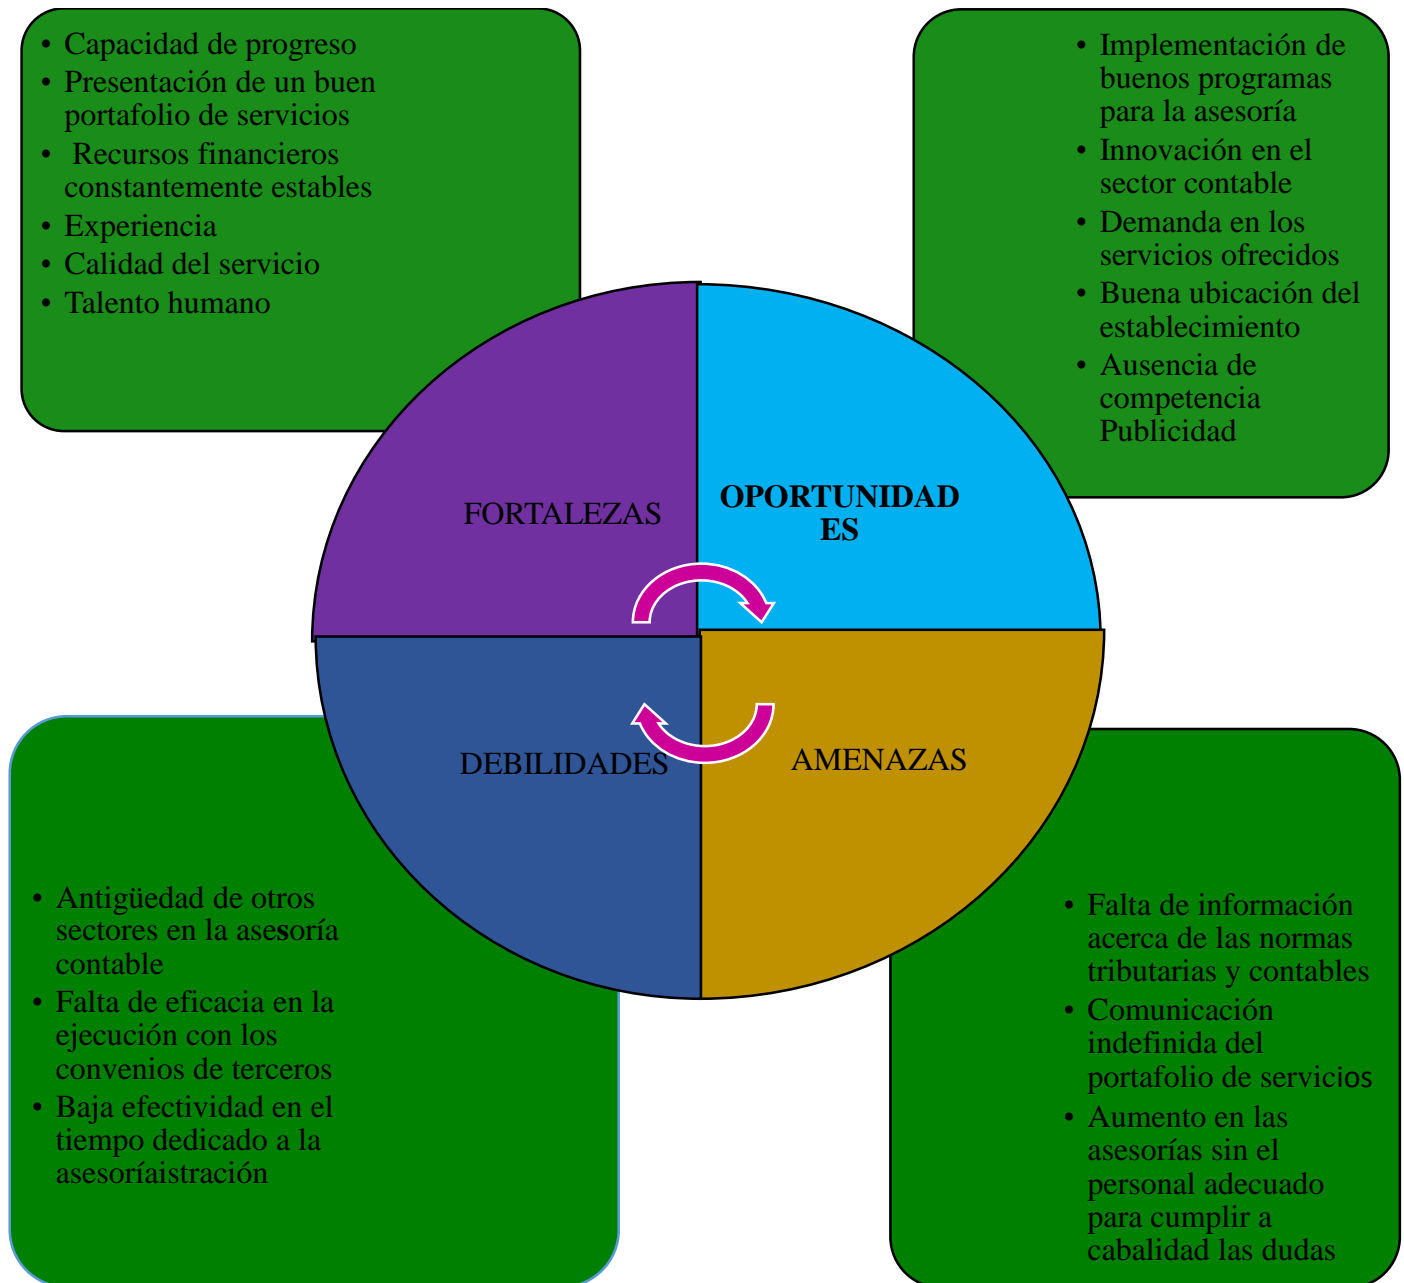 • Capacidad de progreso
• Presentación de un buen
portafolio de servicios
• Recursos financieros
constantemente estables
• Experiencia
• Calidad del servicio
• Talento humano
• Implementación de
buenos programas
para la asesoría
• Innovación en el
sector contable
• Demanda en los
servicios ofrecidos
• Buena ubicación del
establecimiento
• Ausencia de
competencia
Publicidad
FORTALEZAS
OPORTUNIDAD
ES
DEBILIDADES
AMENAZAS
• Antigüedad de otros
sectores en la asesoría
contable
• Falta de eficacia en la
ejecución con los
convenios de terceros
• Baja efectividad en el
tiempo dedicado a la
asesoríaistración
• Falta de información
acerca de las normas
tributarias y contables
• Comunicación
indefinida del
portafolio de servicios
• Aumento en las
asesorías sin el
personal adecuado
para cumplir a
cabalidad las dudas